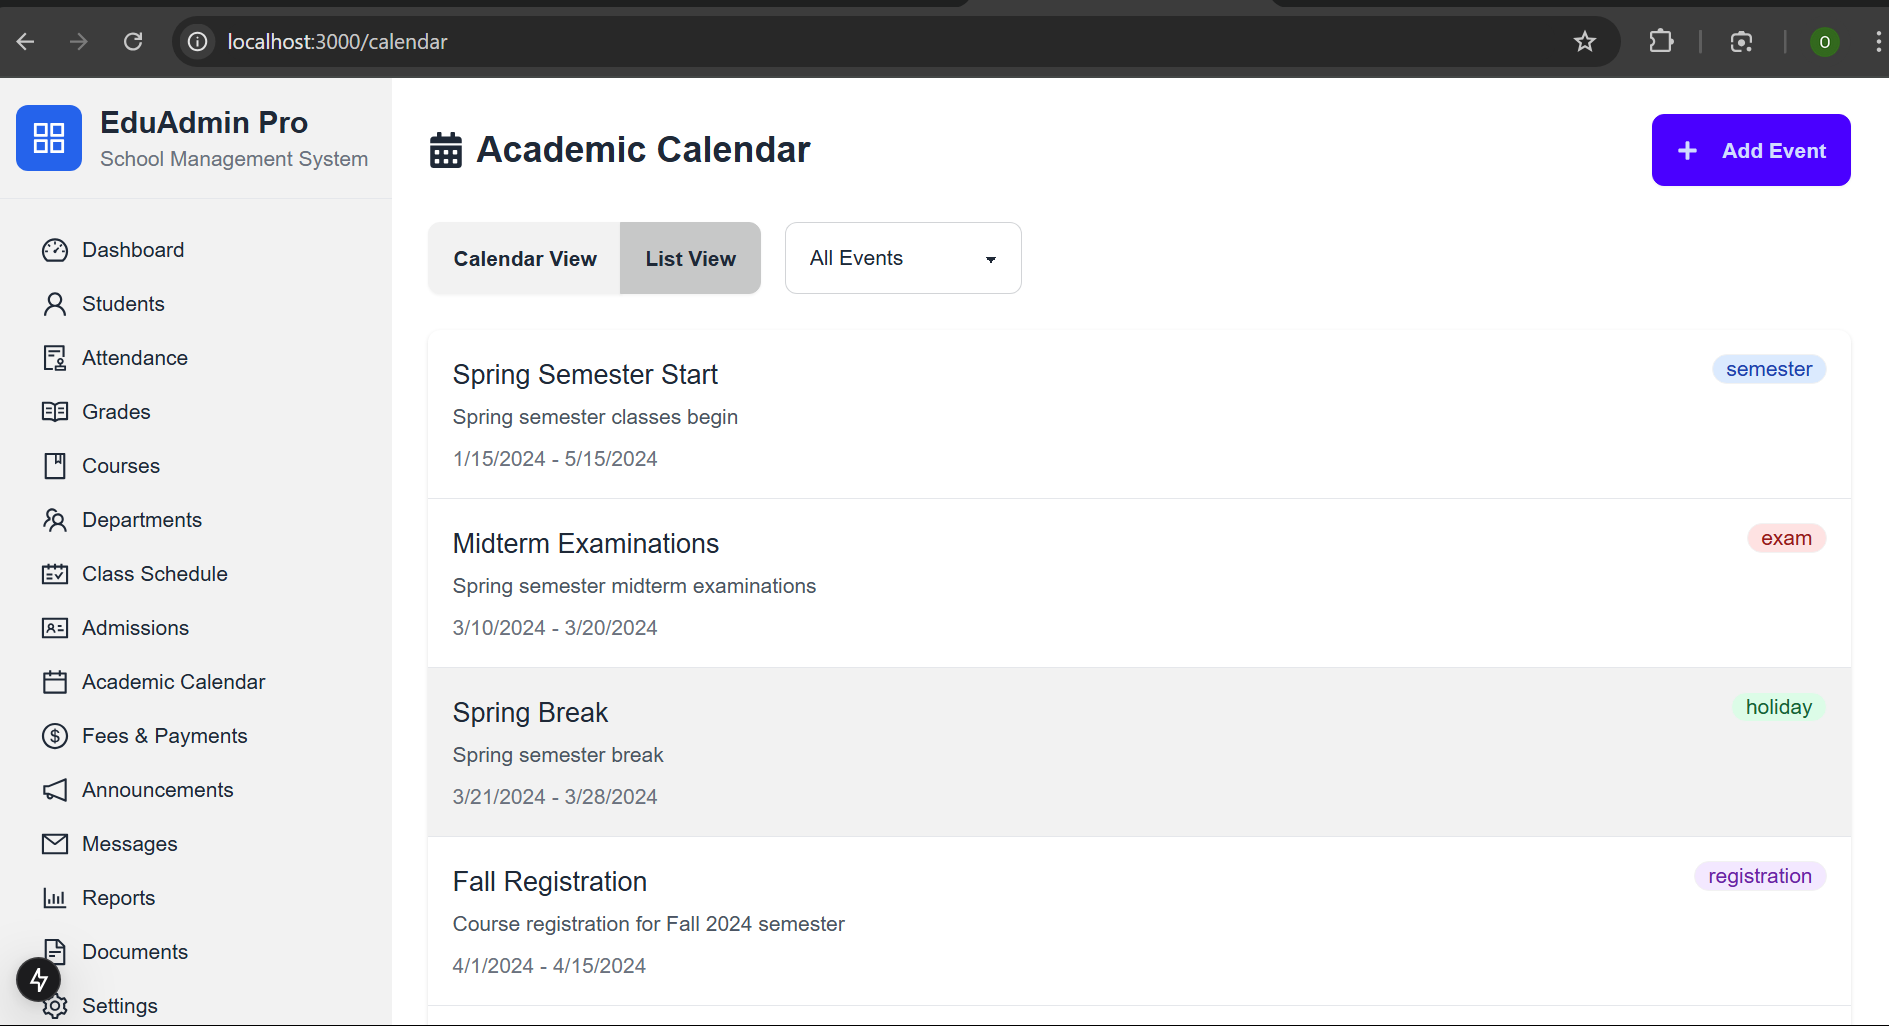 localhost:3000/calendar
O
EduAdmin Pro
School Management System
Dashboard
Students
Attendance
Grades
Courses
Departments
Class Schedule
Admissions
Academic Calendar
Fees & Payments
Announcements
Messages
Reports
Documents
Settings
Academic Calendar
+ Add Event
Calendar View
List View
All Events
Spring Semester Start
semester
Spring semester classes begin
1/15/2024 - 5/15/2024
Midterm Examinations
exam
Spring semester midterm examinations
3/10/2024 - 3/20/2024
Spring Break
holiday
Spring semester break
3/21/2024 - 3/28/2024
Fall Registration
registration
Course registration for Fall 2024 semester
4/1/2024 - 4/15/2024